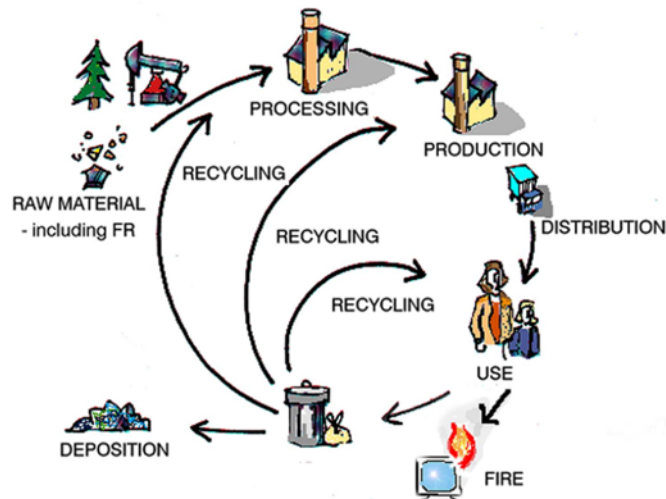 PROCESSING
PRODUCTION
RAW MATERIAL
- including FR
RECYCLING
DISTRIBUTION
RECYCLING
RECYCLING
USE
DEPOSITION
FIRE